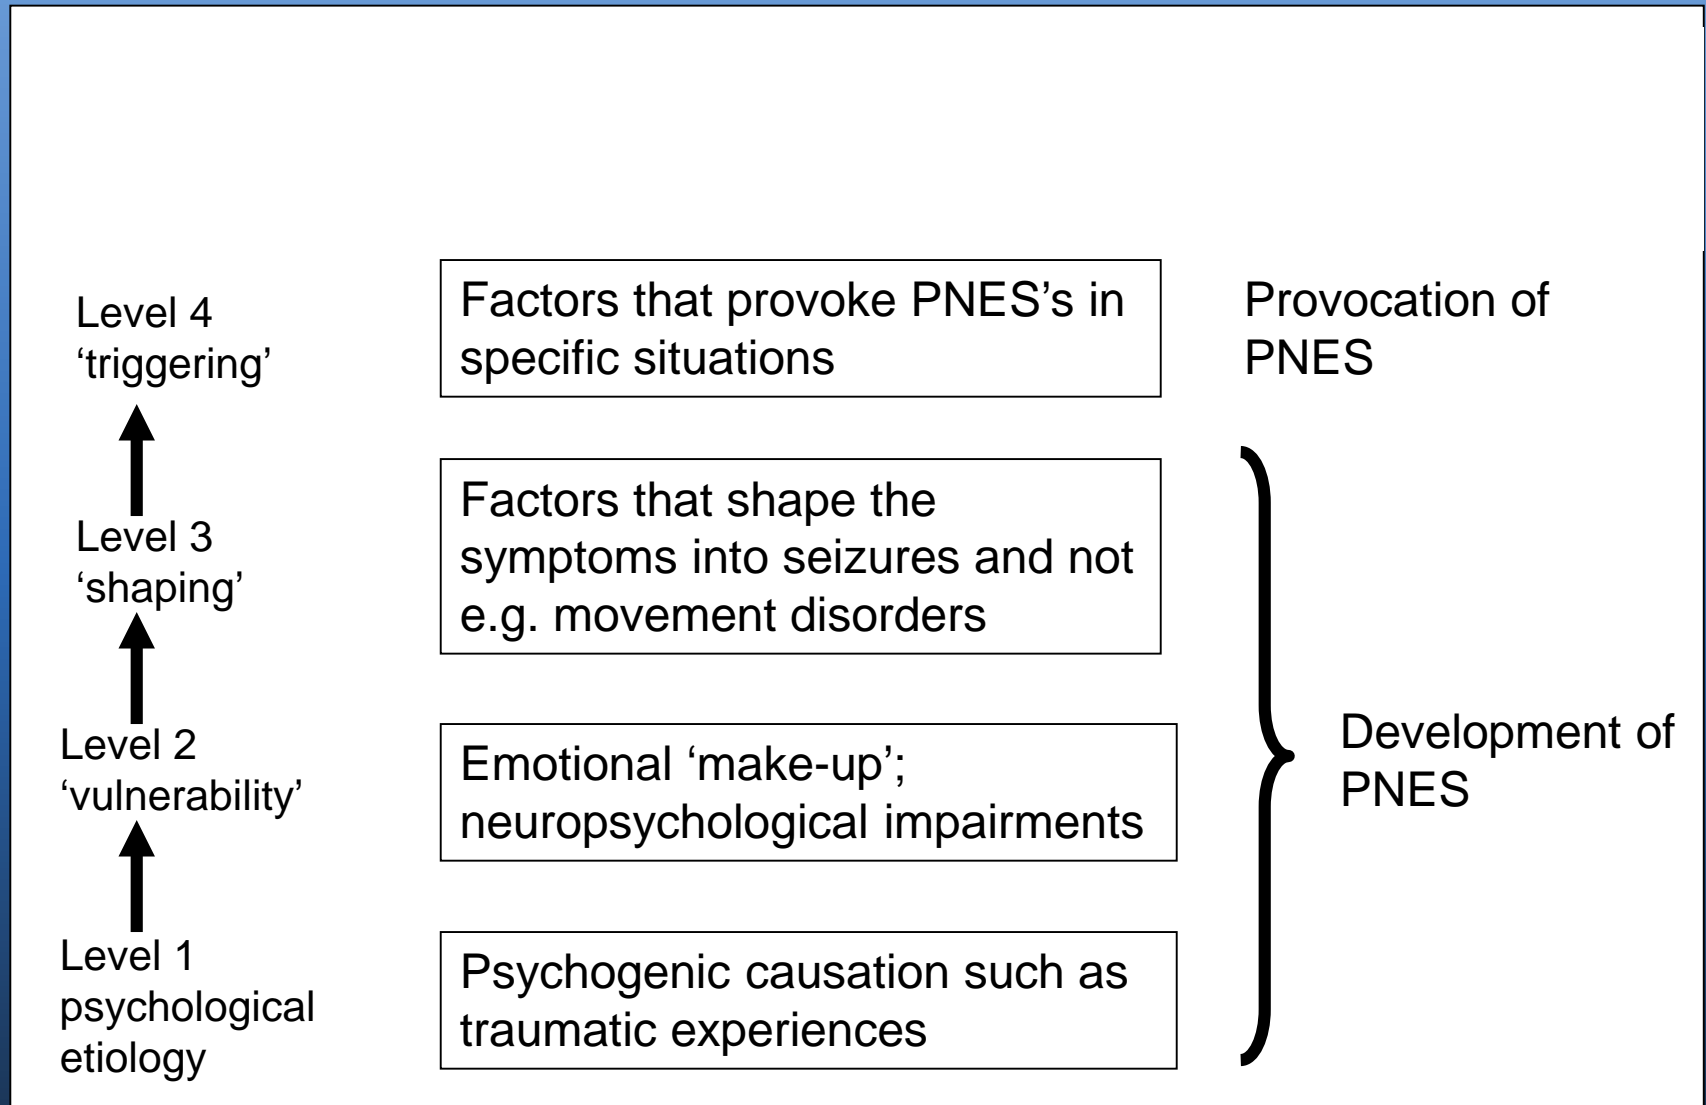 Level 4
‘triggering’
Factors that provoke PNES’s in
specific situations
Provocation of
PNES
Level 3
‘shaping’
Factors that shape the
symptoms into seizures and not
e.g. movement disorders
Level 2
‘vulnerability’
Emotional ‘make-up’;
neuropsychological impairments
Development of
PNES
Level 1
psychological
etiology
Psychogenic causation such as
traumatic experiences